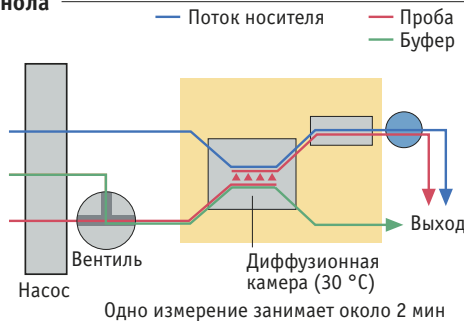 нола
Поток носителя
Проба
Буфер
Вентиль
Насос
Диффузионная
камера (30 °C)
Выход
Одно измерение занимает около 2 мин